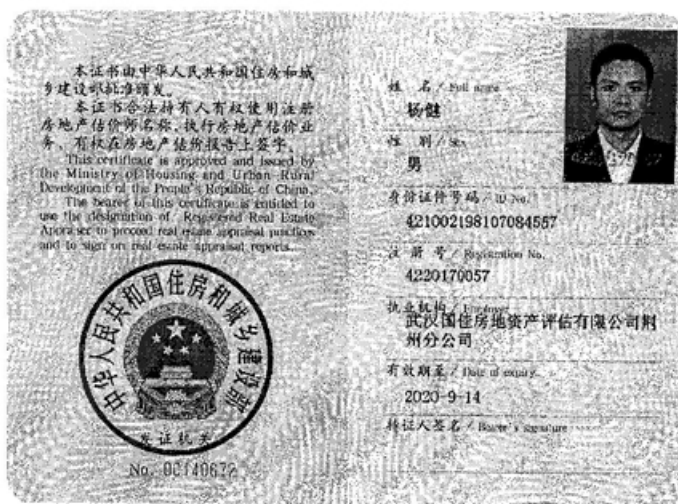 本证书由中华人民共和国住房和城
乡建设部批准颁发。
本证书合法持有人有权使用注册
房地产估价师名称，执行房地产估价业
务，有权在房地产估价报告上签字。
This certificate is approved and issued by
the Ministry of Housing and Urban-Rural
Development of the People's Republic of China.
The bearer of this certificate is entitled to
use the designation of Registered Real Estate
Appraiser to proceed real estate appraisal practices
and to sign on real estate appraisal reports.
中华人民共和国住房和城乡建设部
发证机关
No. 00140672
姓 名 / Full name
杨健
性 别 / Sex
男
身份证件号码 / ID No.
421002198107084557
注 册 号 / Registration No.
4220170057
执业机构 / Employer
武汉国佳房地资产评估有限公司荆
州分公司
有效期至 / Date of expiry
2020-9-14
持证人签名 / Bearer's signature